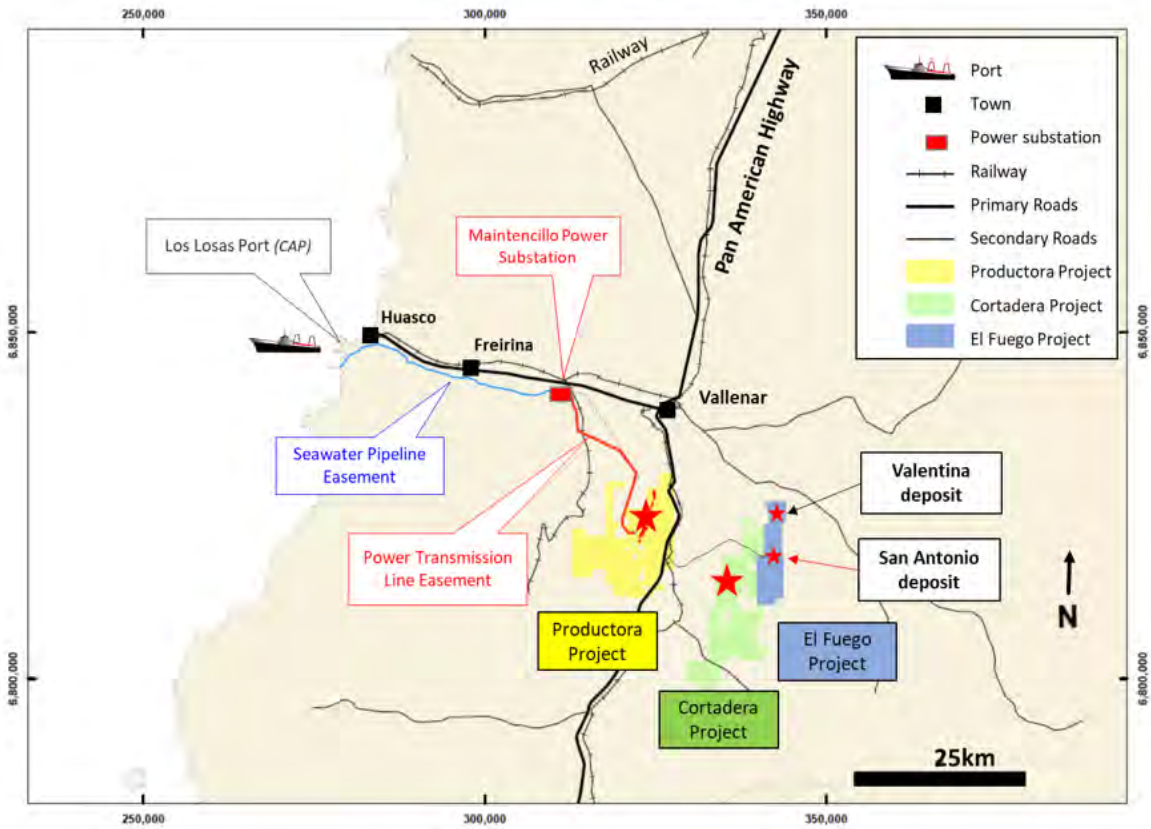 250,000
300,000
350,000
Railway
Pan American Highway
Port
Town
Power substation
Railway
Primary Roads
Secondary Roads
Productora Project
Cortadera Project
El Fuego Project
Los Losas Port (CAP)
Maintencillo Power
Substation
6,850,000
6,850,000
Huasco
Freirina
Vallenar
Seawater Pipeline
Easement
Valentina
deposit
Power Transmission
Line Easement
San Antonio
deposit
N
Productora
Project
El Fuego
Project
6,800,000
6,800,000
Cortadera
Project
25km
250,000
300,000
350,000